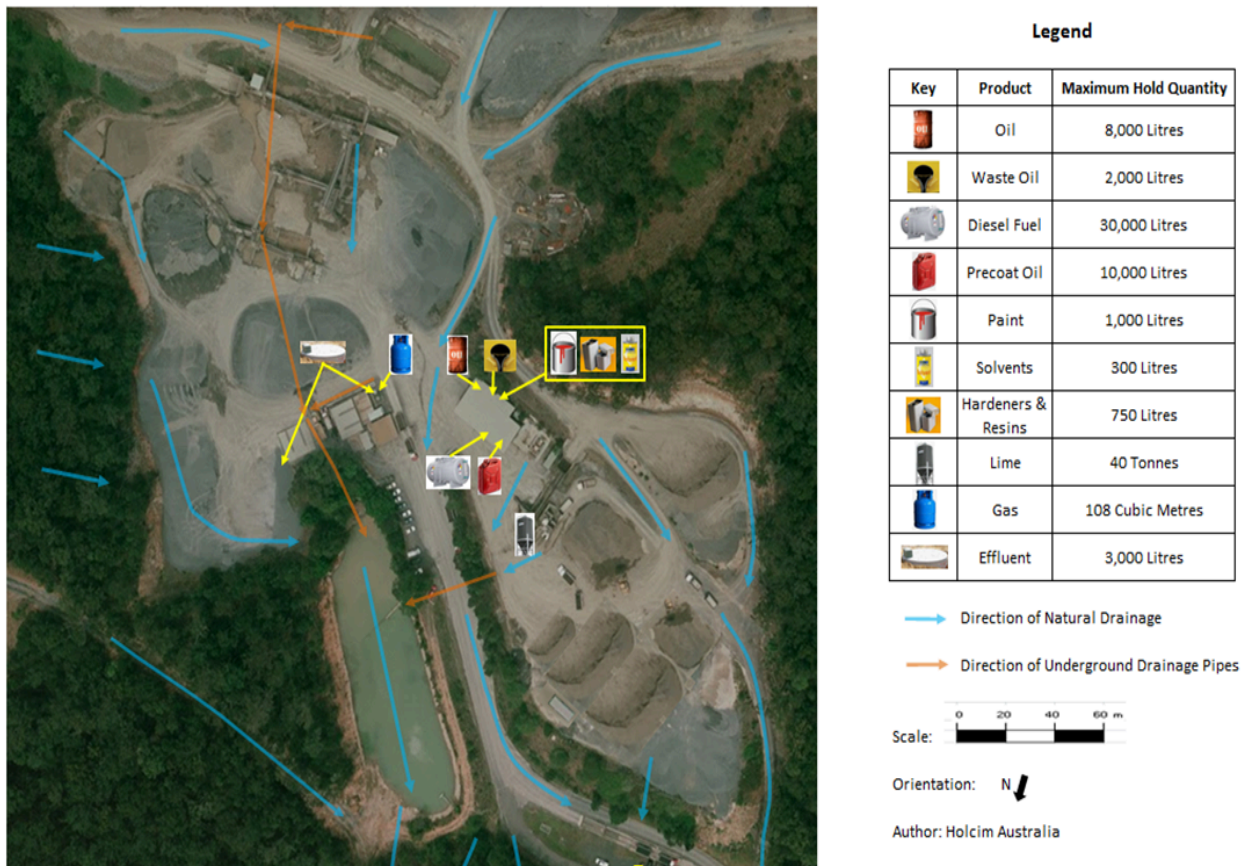 Legend
Key Product Maximum Hold Quantity
oil Oil 8,000 Litres
Waste Oil 2,000 Litres
Diesel Fuel 30,000 Litres
Precoat Oil 10,000 Litres
Paint 1,000 Litres
Solvents 300 Litres
Hardeners &
Resins 750 Litres
Lime 40 Tonnes
Gas 108 Cubic Metres
Effluent 3,000 Litres
Direction of Natural Drainage
Direction of Underground Drainage Pipes
0 20 40 60 m
Scale:
Orientation: N
Author: Holcim Australia
oil